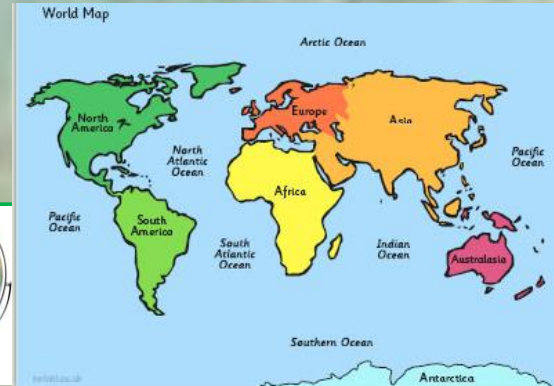 World Map
Arctic Ocean
North
America
Europe
Asia
North
Atlantic
Ocean
Pacific
Ocean
Africa
Pacific
Ocean
South
America
South
Atlantic
Ocean
Indian
Ocean
Australasia
Southern Ocean
Antarctica